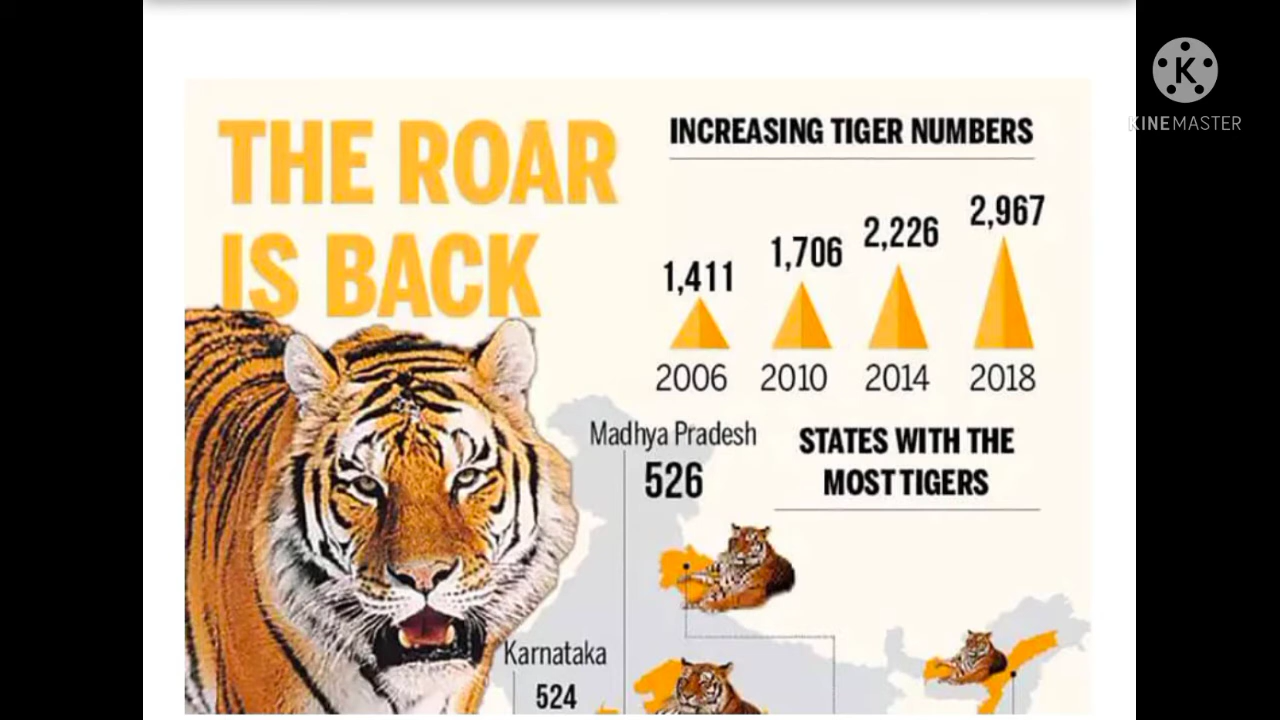 THE ROAR
IS BACK
INCREASING TIGER NUMBERS
1,411 1,706 2,226 2,967
2006 2010 2014 2018
Madhya Pradesh
526
STATES WITH THE
MOST TIGERS
Karnataka
524
K
KINEMASTER